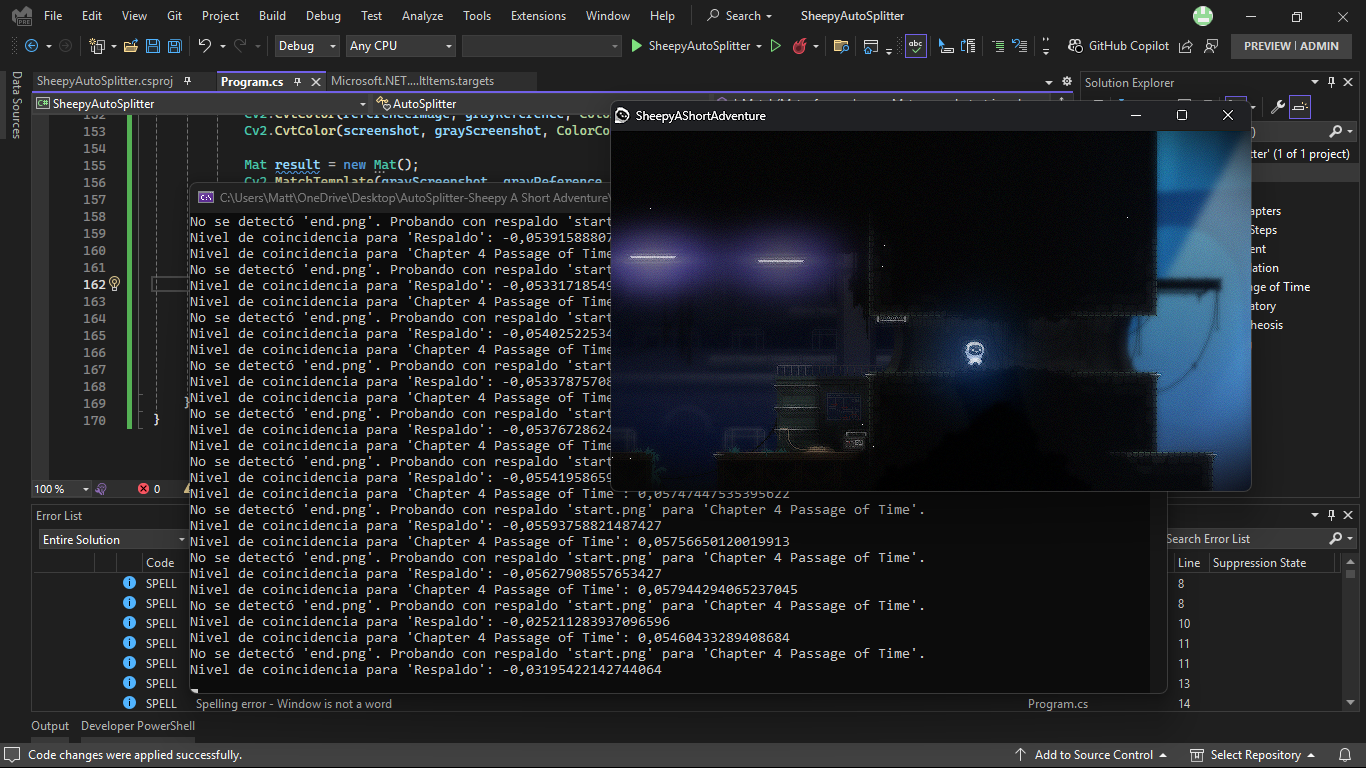 File Edit View Git Project Build Debug Test Analyze Tools Extensions Window Help Search SheepyAutoSplitter
Debug Any CPU SheepyAutoSplitter GitHub Copilot PREVIEW | ADMIN
Data Sources
SheepyAutoSplitter.csproj Program.cs Microsoft.NET....ltItems.targets
SheepyAutoSplitter AutoSplitter
Solution Explorer
SheepyAShortAdventure
153 Cv2.CvtColor(screenshot, grayScreenshot, ColorCo
154
155 Mat result = new Mat();
156 Cv2.MatchTemplate(grayScreenshot, grayReference,
157
158
159
160
161
162
163
164
165
166
167
168
169 }
170 }
tter' (1 of 1 project)
apters
Steps
ent
ation
ge of Time
atory
heosis
C:\Users\Matt\OneDrive\Desktop\AutoSplitter-Sheepy A Short Adventure\
No se detectó 'end.png'. Probando con respaldo 'start
Nivel de coincidencia para 'Respaldo': -0,05391588807
Nivel de coincidencia para 'Chapter 4 Passage of Time
No se detectó 'end.png'. Probando con respaldo 'start
Nivel de coincidencia para 'Respaldo': -0,05331718549
Nivel de coincidencia para 'Chapter 4 Passage of Time
No se detectó 'end.png'. Probando con respaldo 'start
Nivel de coincidencia para 'Respaldo': -0,05402522534
Nivel de coincidencia para 'Chapter 4 Passage of Time
No se detectó 'end.png'. Probando con respaldo 'start
Nivel de coincidencia para 'Respaldo': -0,05337875708
Nivel de coincidencia para 'Chapter 4 Passage of Time
No se detectó 'end.png'. Probando con respaldo 'start
Nivel de coincidencia para 'Respaldo': -0,05376728624
Nivel de coincidencia para 'Chapter 4 Passage of Time
No se detectó 'end.png'. Probando con respaldo 'start
Nivel de coincidencia para 'Respaldo': -0,05541958659
Nivel de coincidencia para 'Chapter 4 Passage of Time': 0,05747447535395622
No se detectó 'end.png'. Probando con respaldo 'start.png' para 'Chapter 4 Passage of Time'.
Nivel de coincidencia para 'Respaldo': -0,05593758821487427
Nivel de coincidencia para 'Chapter 4 Passage of Time': 0,05756650120019913
No se detectó 'end.png'. Probando con respaldo 'start.png' para 'Chapter 4 Passage of Time'.
Nivel de coincidencia para 'Respaldo': -0,05627908557653427
Nivel de coincidencia para 'Chapter 4 Passage of Time': 0,057944294065237045
No se detectó 'end.png'. Probando con respaldo 'start.png' para 'Chapter 4 Passage of Time'.
Nivel de coincidencia para 'Respaldo': -0,025211283937096596
Nivel de coincidencia para 'Chapter 4 Passage of Time': 0,05460433289408684
No se detectó 'end.png'. Probando con respaldo 'start.png' para 'Chapter 4 Passage of Time'.
Nivel de coincidencia para 'Respaldo': -0,03195422142744064
100 % 0
Error List
Entire Solution Search Error List
Code Line Suppression State
SPELL 8
SPELL 8
SPELL 10
SPELL 11
SPELL 11
SPELL 13
SPELL Spelling error - Window is not a word Program.cs 14
Output Developer PowerShell
Code changes were applied successfully. Add to Source Control Select Repository